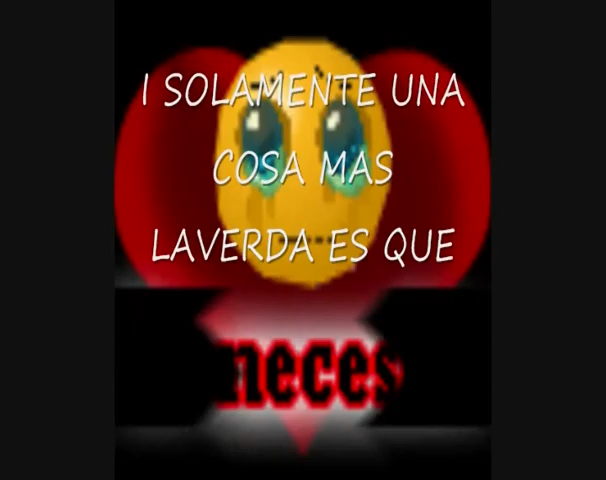 I SOLAMENTE UNA
COSA MAS
LAVERDA ES QUE
neces